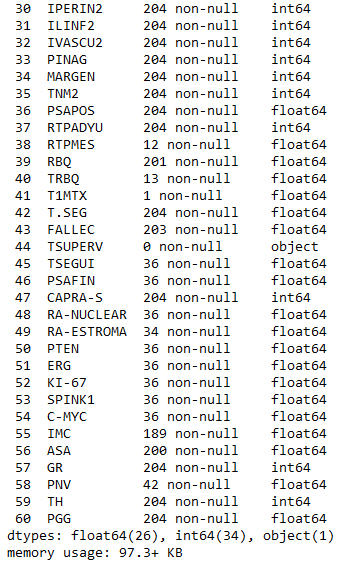 30 IPERIN2 204 non-null int64
31 ILINF2 204 non-null int64
32 IVASCU2 204 non-null int64
33 PINAG 204 non-null int64
34 MARGEN 204 non-null int64
35 TNM2 204 non-null int64
36 PSAPOS 204 non-null float64
37 RTPADYU 204 non-null int64
38 RTPMES 12 non-null float64
39 RBQ 201 non-null float64
40 TRBQ 13 non-null float64
41 T1MTX 1 non-null float64
42 T.SEG 204 non-null float64
43 FALLEC 203 non-null float64
44 TSUPERV 0 non-null object
45 TSEGUI 36 non-null float64
46 PSAFIN 36 non-null float64
47 CAPRA-S 204 non-null int64
48 RA-NUCLEAR 36 non-null float64
49 RA-ESTROMA 34 non-null float64
50 PTEN 36 non-null float64
51 ERG 36 non-null float64
52 KI-67 36 non-null float64
53 SPINK1 36 non-null float64
54 C-MYC 36 non-null float64
55 IMC 189 non-null float64
56 ASA 200 non-null float64
57 GR 204 non-null int64
58 PNV 42 non-null float64
59 TH 204 non-null int64
60 PGG 204 non-null float64
dtypes: float64(26), int64(34), object(1)
memory usage: 97.3+ KB